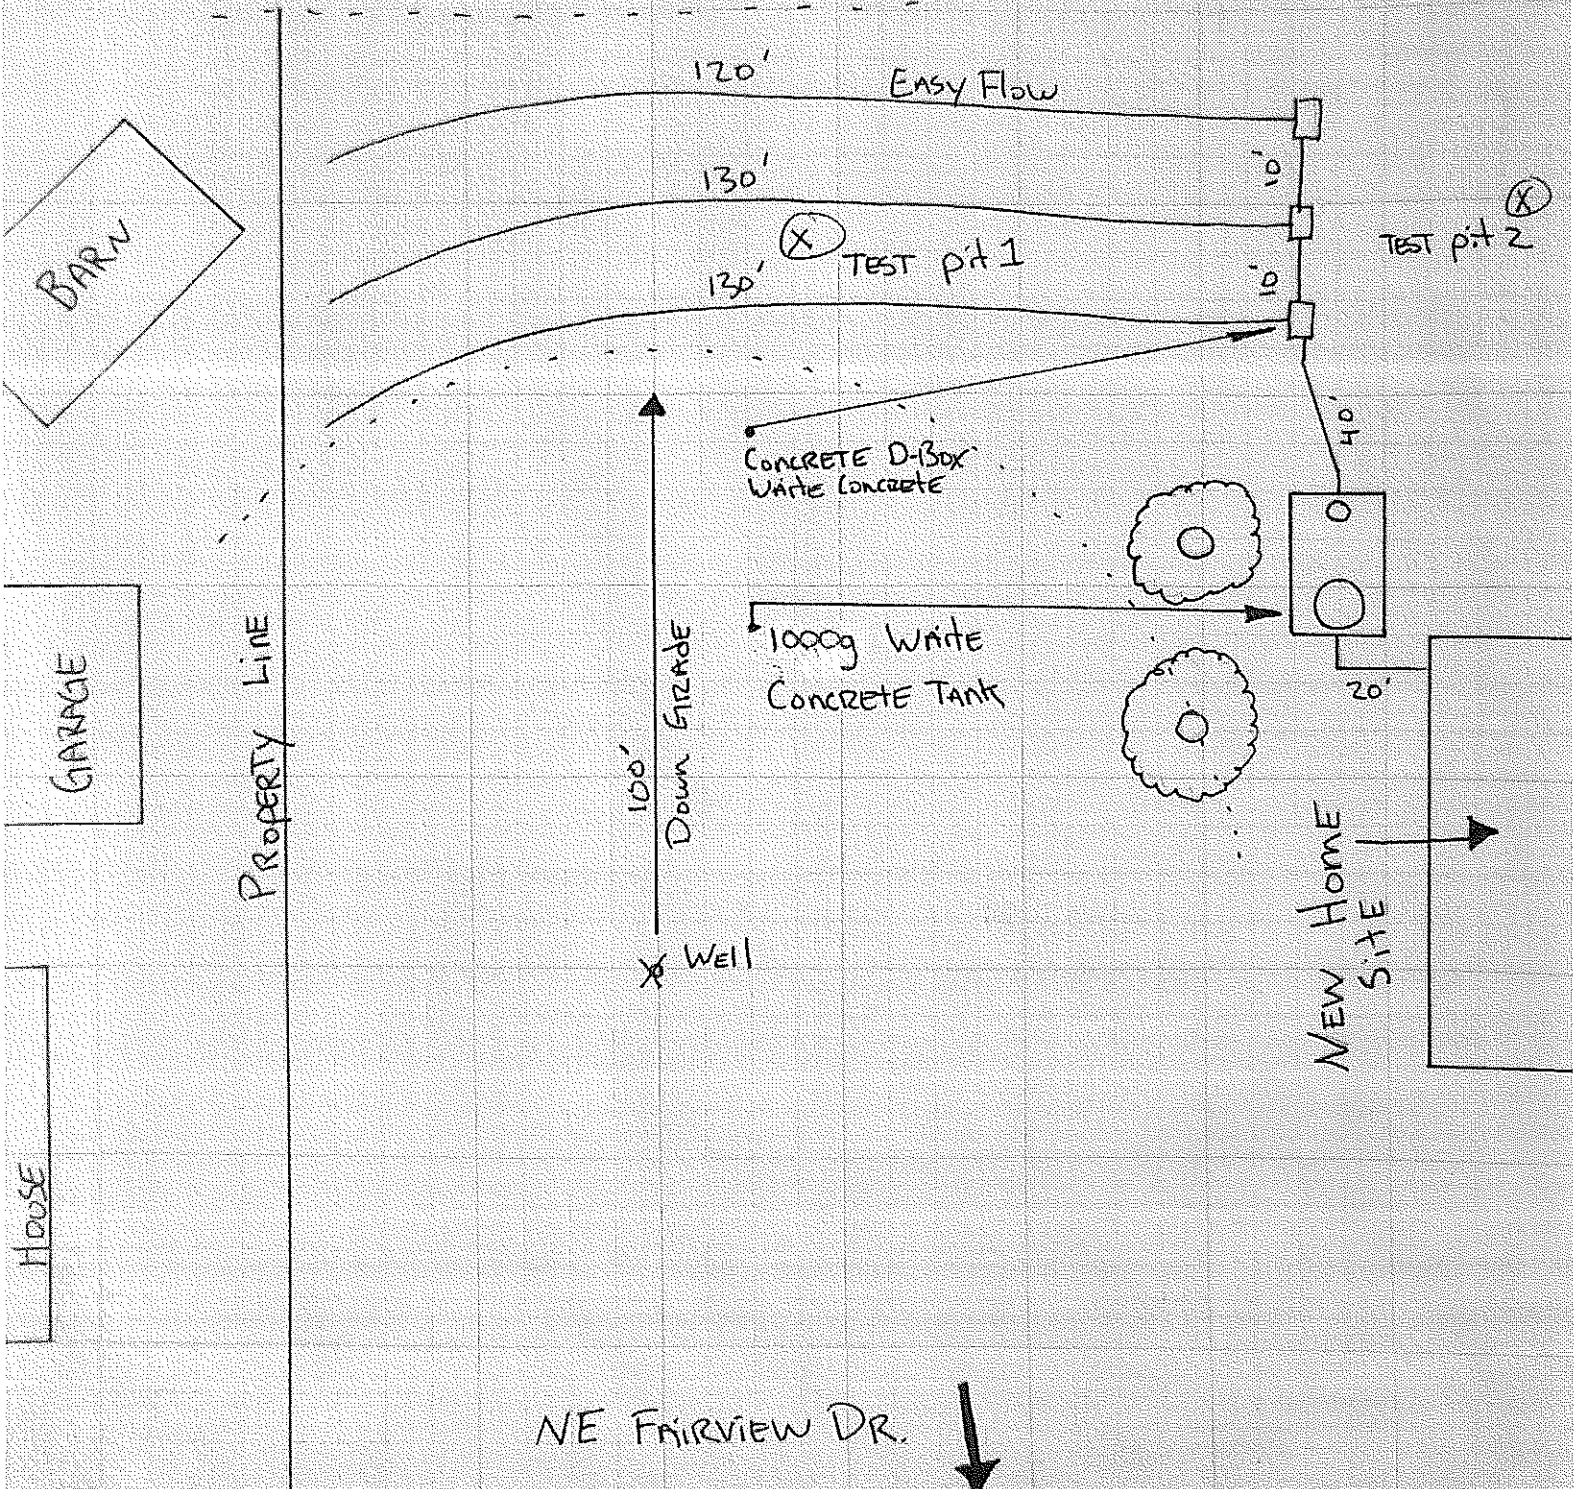 120'
EASY Flow
10'
130'
TEST pit 1
X
TEST pit 2
X
130'
10'
BARN
40'
CONCRETE D-BOX
Waite Concrete
1000g Waite
Concrete Tank
20'
GARAGE
PROPERTY LinE
100'
Down GRADE
Well
NEW HomE
SitE
HOUSE
NE FAiRViEW DR.